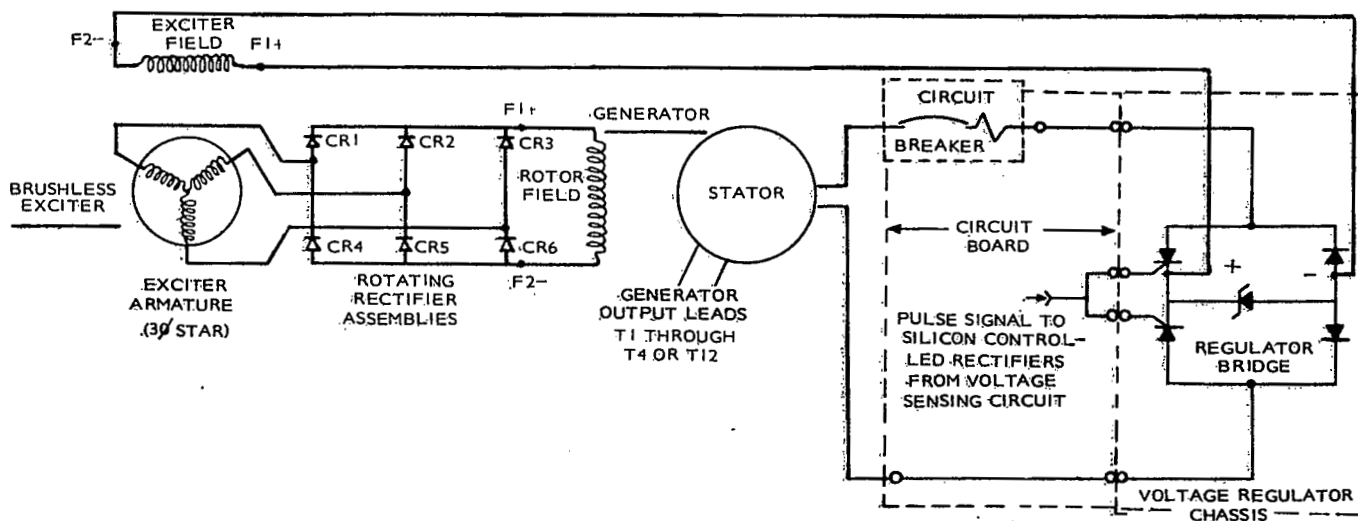 F2-
EXCITER
FIELD
F1+
BRUSHLESS
EXCITER
EXCITER
ARMATURE
(3Ø STAR)
CR1
CR2
CR3
CR4
CR5
CR6
F1+
F2-
ROTATING
RECTIFIER
ASSEMBLIES
ROTOR
FIELD
GENERATOR
STATOR
GENERATOR
OUTPUT LEADS
T1 THROUGH
T4 OR T12
CIRCUIT
BREAKER
CIRCUIT
BOARD
PULSE SIGNAL TO
SILICON CONTROL-
LED RECTIFIERS
FROM VOLTAGE
SENSING CIRCUIT
+
-
REGULATOR
BRIDGE
VOLTAGE REGULATOR
CHASSIS